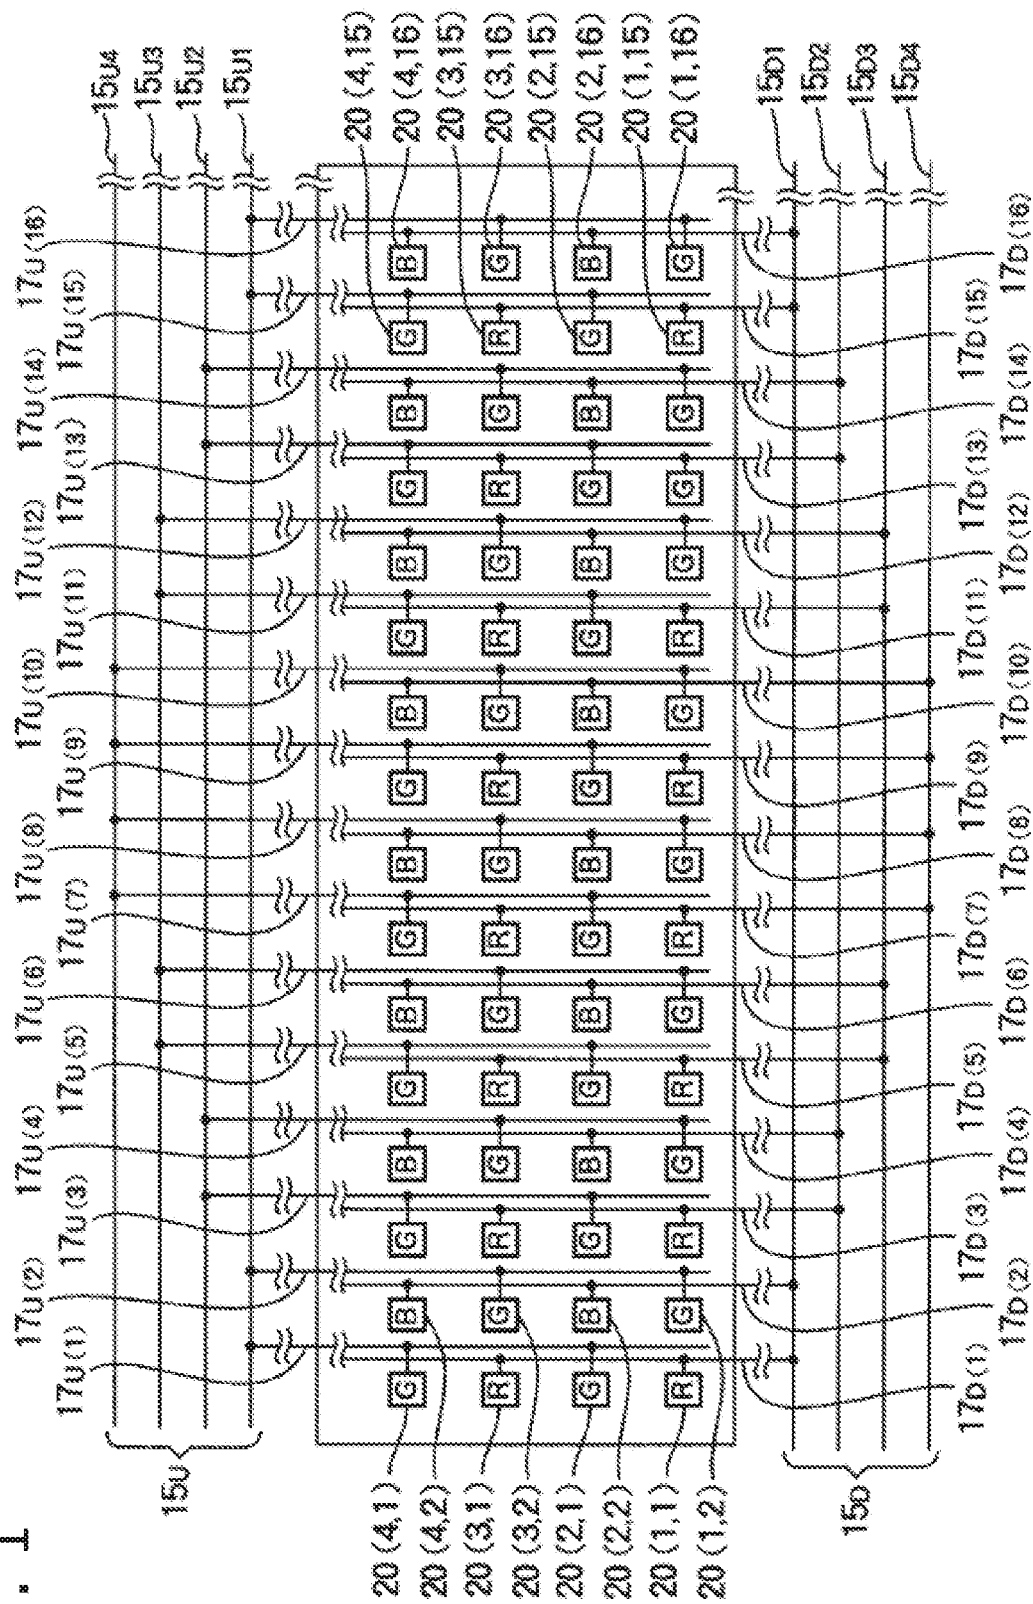 . 1
17U(2) 17U(4) 17U(6) 17U(8) 17U(10) 17U(12) 17U(14) 17U(16)
17U(1) 17U(3) 17U(5) 17U(7) 17U(9) 17U(11) 17U(13) 17U(15)
15U
15U4
15U3
15U2
15U1
20 (4,1)
20 (4,2)
20 (3,1)
20 (3,2)
20 (2,1)
20 (2,2)
20 (1,1)
20 (1,2)
G B G B G B G B G B G B G B G B
R G R G R G R G R G R G R G R G
G B G B G B G B G B G B G B G B
R G R G R G R G R G R G G G R G
20 (4,15)
20 (4,16)
20 (3,15)
20 (3,16)
20 (2,15)
20 (2,16)
20 (1,15)
20 (1,16)
15D
15D1
15D2
15D3
15D4
17D(1) 17D(3) 17D(5) 17D(7) 17D(9) 17D(11) 17D(13) 17D(15)
17D(2) 17D(4) 17D(6) 17D(8) 17D(10) 17D(12) 17D(14) 17D(16)